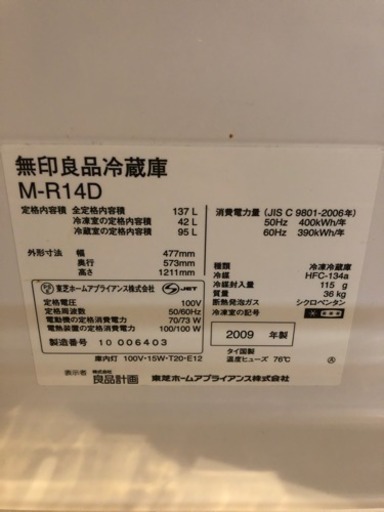 無印良品冷蔵庫
M-R14D
定格内容積 全定格内容積 137 L
冷凍室の定格内容積 42 L
冷蔵室の定格内容積 95 L
外形寸法 幅 477mm
奥行 573mm
高さ 1211mm
東芝ホームアプライアンス株式会社 JET
定格電圧 100V
定格周波数 50/60Hz
電動機の定格消費電力 70/73 W
電熱装置の定格消費電力 100/100 W
製造番号 10 006403
庫内灯 100V-15W-T20-E12
消費電力量 (JIS C 9801-2006年)
50Hz 400kWh/年
60Hz 390kWh/年
種類 冷凍冷蔵庫
冷媒 HFC-134a
冷媒封入量 115 g
質量 36 kg
断熱発泡ガス シクロペンタン
冷凍室の記号
2009 年製
タイ国製
温度ヒューズ 76℃
表示者 株式会社 良品計画 東芝ホームアプライアンス株式会社